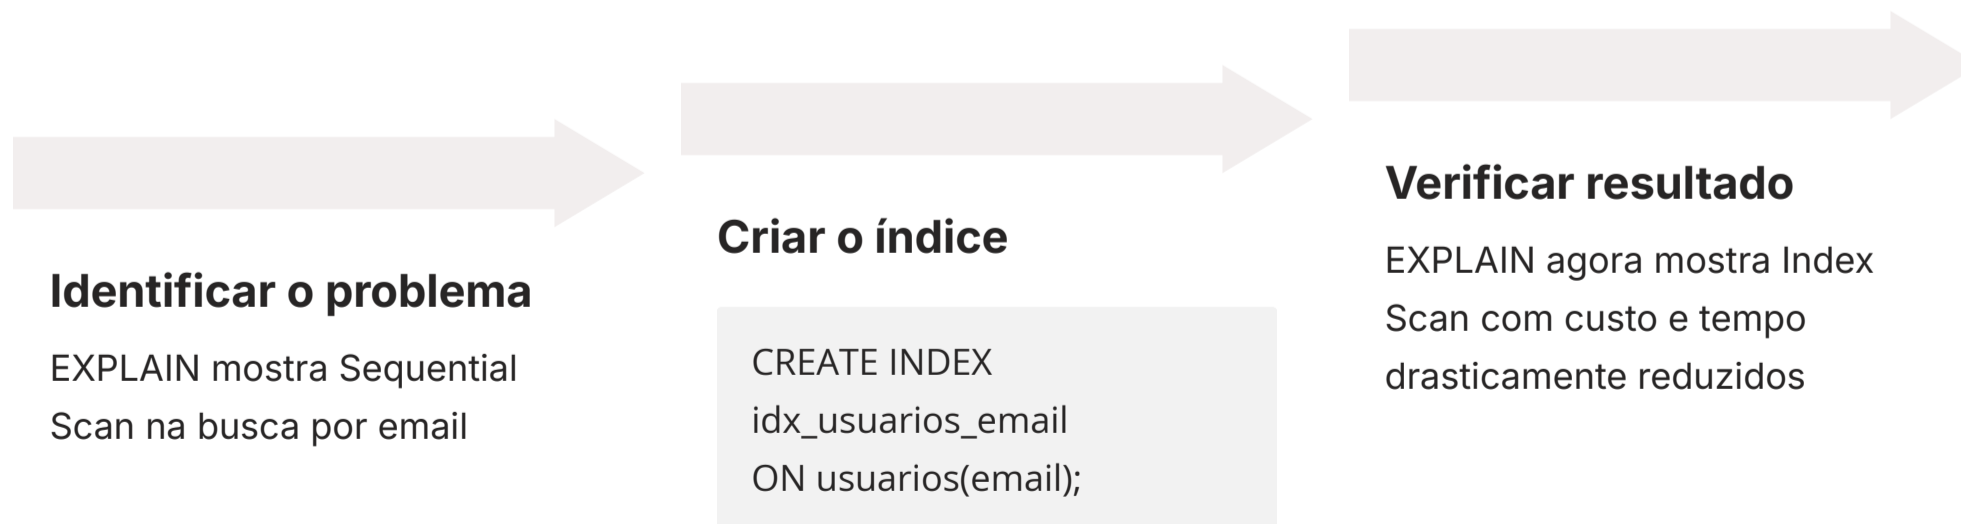 Identificar o problema
EXPLAIN mostra Sequential
Scan na busca por email
Criar o índice
CREATE INDEX
idx_usuarios_email
ON usuarios(email);
Verificar resultado
EXPLAIN agora mostra Index
Scan com custo e tempo
drasticamente reduzidos